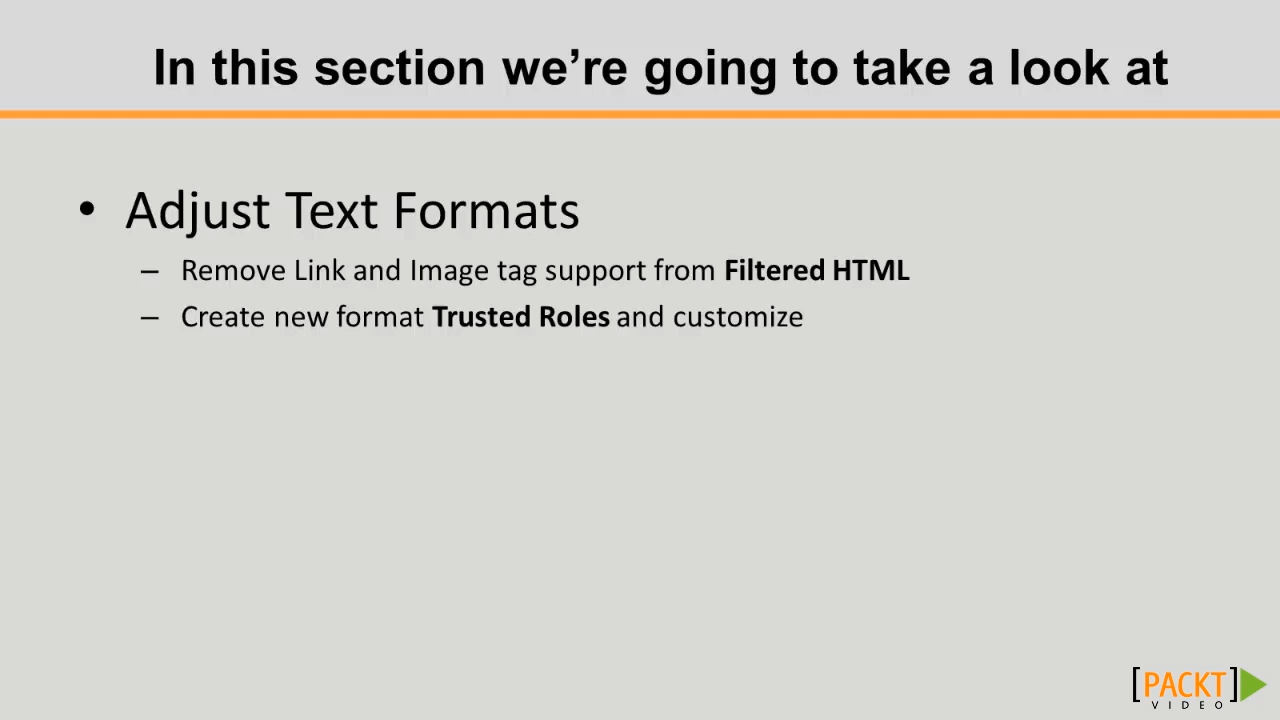 In this section we’re going to take a look at
• Adjust Text Formats
– Remove Link and Image tag support from Filtered HTML
– Create new format Trusted Roles and customize
[PACKT]
VIDEO